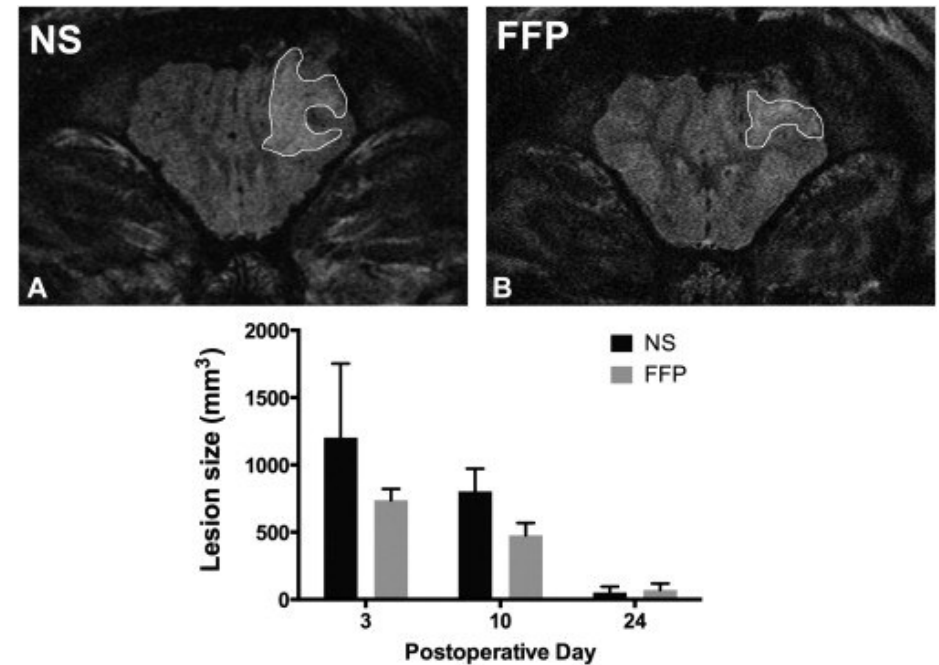 NS
FFP
A
B
2000
1500
1000
500
0
Lesion size (mm³)
NS
FFP
3
10
24
Postoperative Day